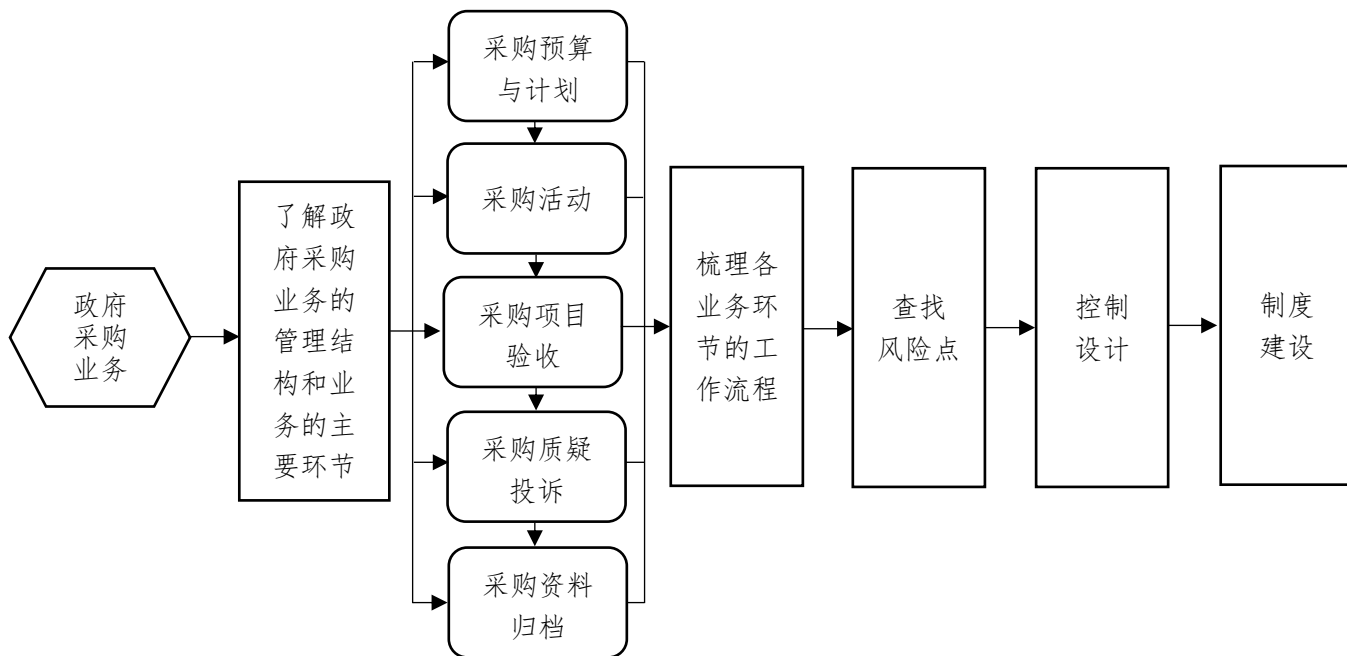 政府
采购
业务
了解政
府采购
业务的
管理结
构和业
务的主
要环节
采购预算
与计划
采购活动
采购项目
验收
采购质疑
投诉
采购资料
归档
梳理各
业务环
节的工
作流程
查找
风险点
控制
设计
制度
建设